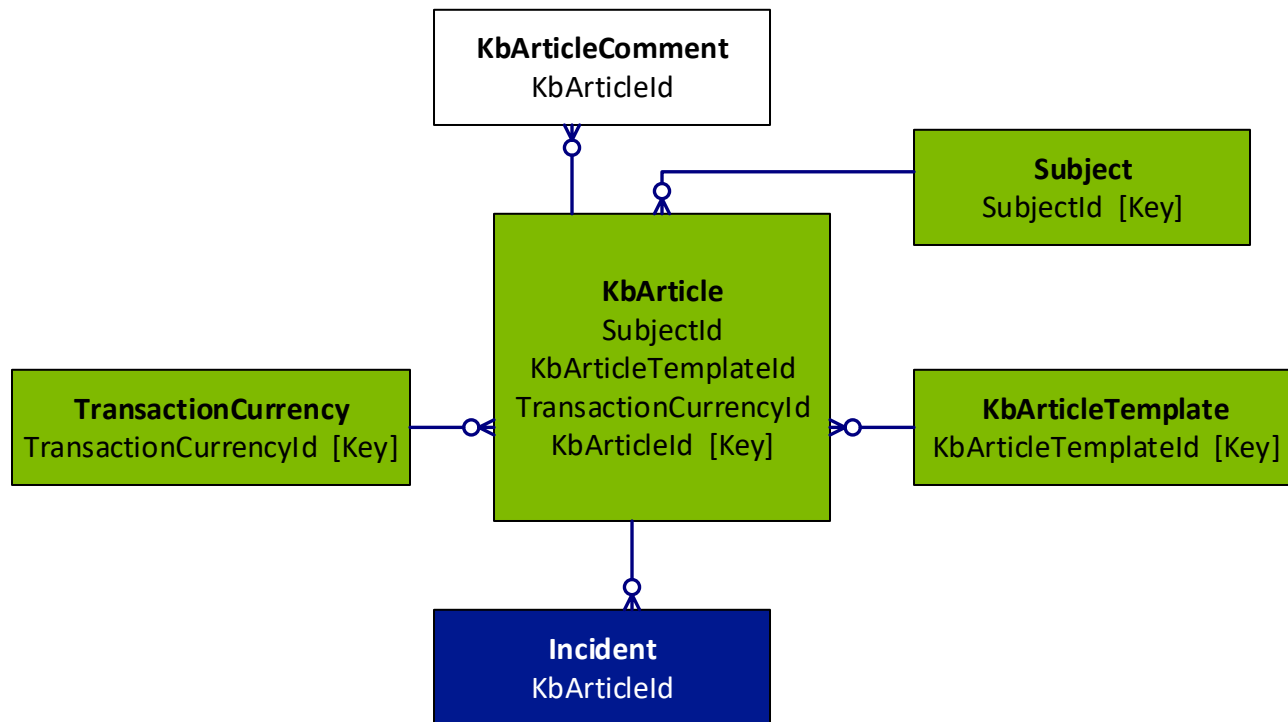 KbArticleComment
KbArticleId
Subject
SubjectId [Key]
KbArticle
SubjectId
KbArticleTemplateId
TransactionCurrencyId
KbArticleId [Key]
TransactionCurrency
TransactionCurrencyId [Key]
KbArticleTemplate
KbArticleTemplateId [Key]
Incident
KbArticleId